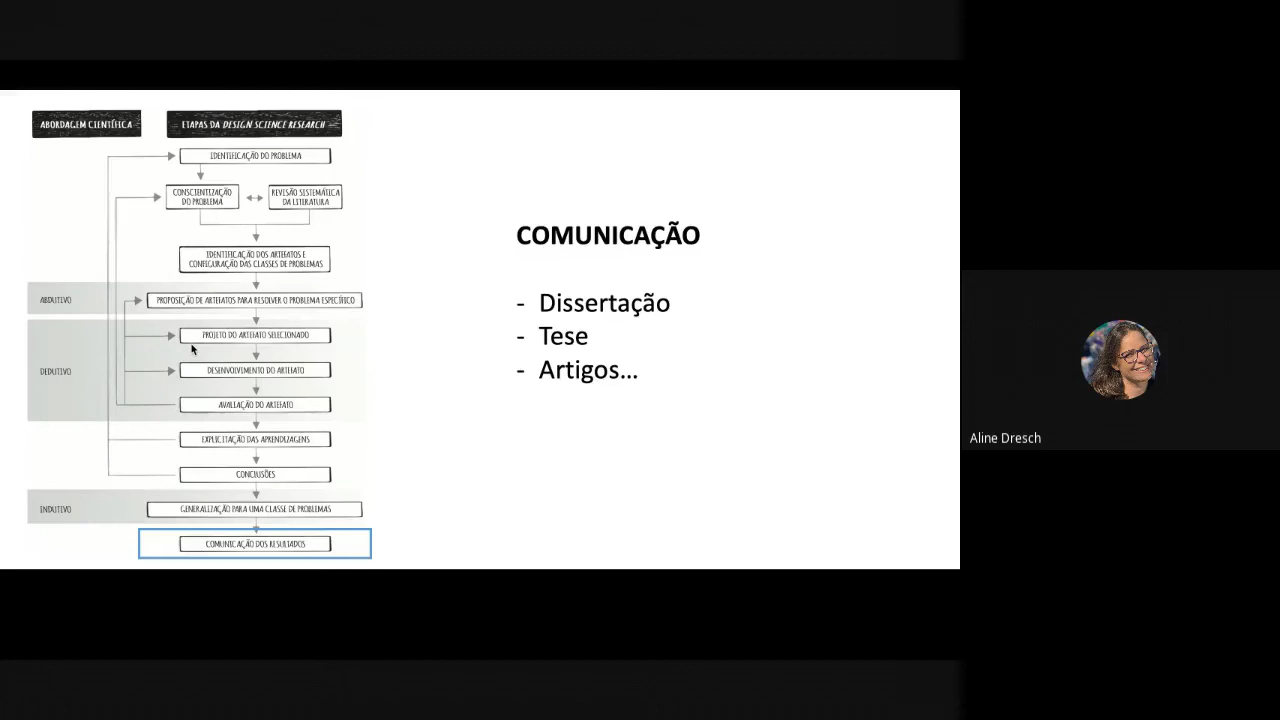 ABORDAGEM CIENTÍFICA
ETAPAS DA DESIGN SCIENCE RESEARCH
IDENTIFICAÇÃO DO PROBLEMA
CONSCIENTIZAÇÃO
DO PROBLEMA
REVISÃO SISTEMÁTICA
DA LITERATURA
IDENTIFICAÇÃO DOS ARTEFATOS E
CONFIGURAÇÃO DAS CLASSES DE PROBLEMAS
ABDUTIVO
PROPOSIÇÃO DE ARTEFATOS PARA RESOLVER O PROBLEMA ESPECÍFICO
PROJETO DO ARTEFATO SELECIONADO
DEDUTIVO
DESENVOLVIMENTO DO ARTEFATO
AVALIAÇÃO DO ARTEFATO
EXPLICITAÇÃO DAS APRENDIZAGENS
CONCLUSÕES
INDUTIVO
GENERALIZAÇÃO PARA UMA CLASSE DE PROBLEMAS
COMUNICAÇÃO DOS RESULTADOS
COMUNICAÇÃO
- Dissertação
- Tese
- Artigos...
Aline Dresch